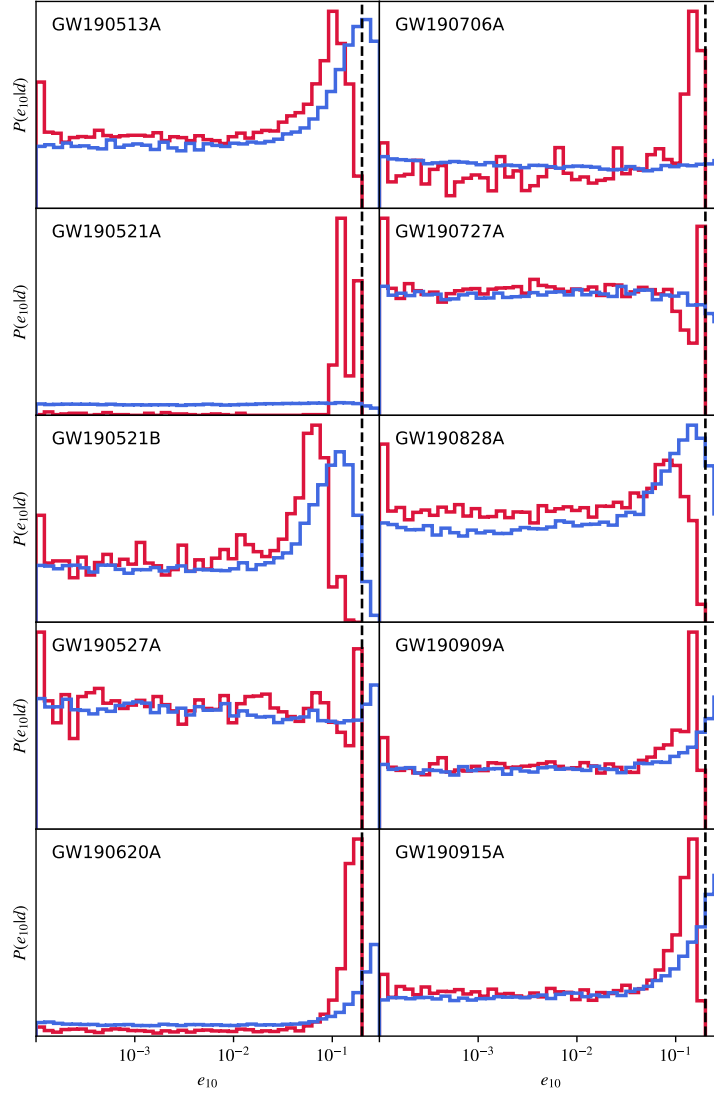 GW190513A
GW190706A
P(e₁₀|d)
GW190521A
GW190727A
P(e₁₀|d)
GW190521B
GW190828A
P(e₁₀|d)
GW190527A
GW190909A
P(e₁₀|d)
GW190620A
GW190915A
P(e₁₀|d)
10⁻³ 10⁻² 10⁻¹ 10⁻³ 10⁻² 10⁻¹
e₁₀ e₁₀